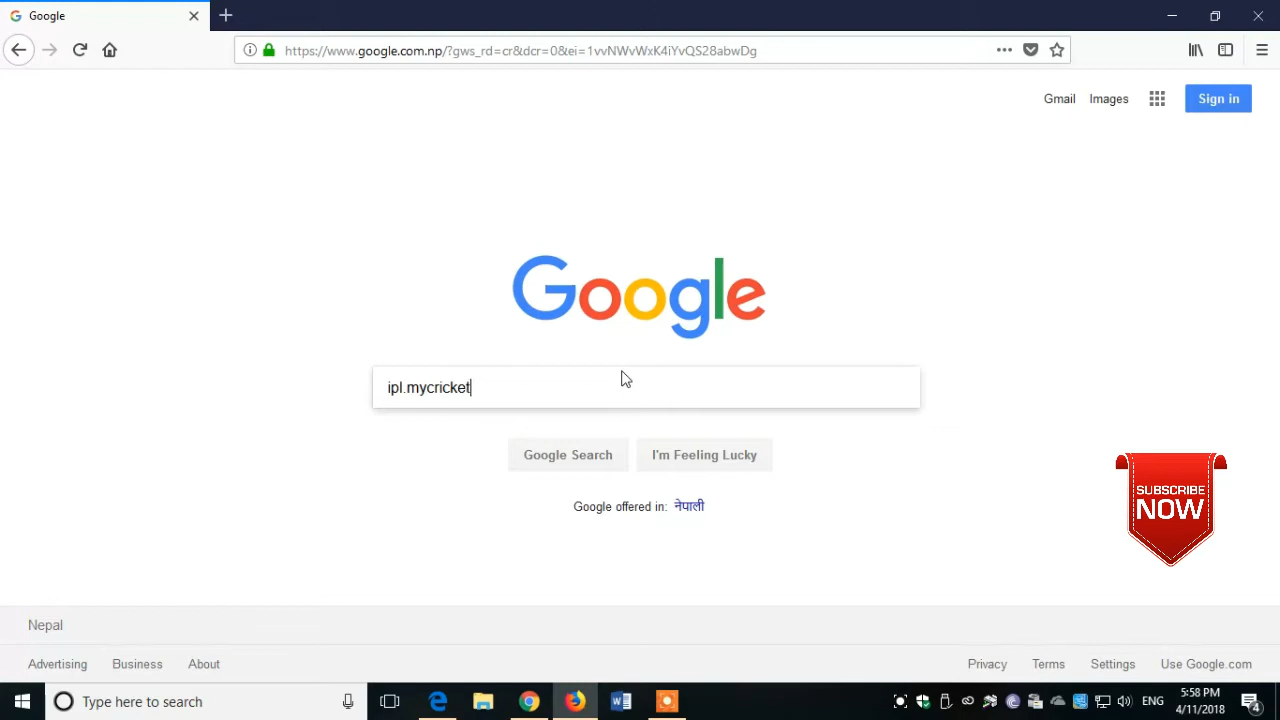 Google
https://www.google.com.np/?gws_rd=cr&dcr=0&ei=1vvNWvWxK4iYvQS28abwDg
Gmail Images Sign in
Google
ipl.mycricket
Google Search I'm Feeling Lucky
Google offered in: नेपाली
SUBSCRIBE
NOW
Nepal
Advertising Business About Privacy Terms Settings Use Google.com
Type here to search ENG 5:58 PM
4/11/2018 4